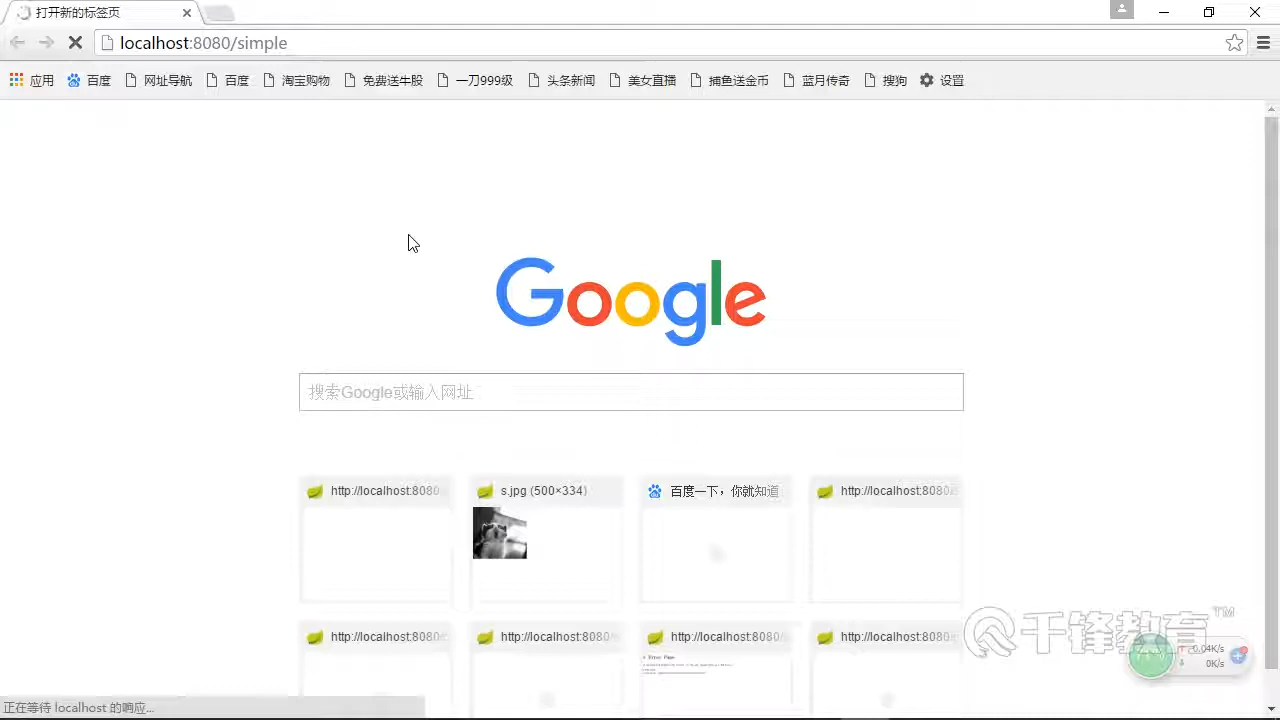 打开新的标签页
localhost:8080/simple
应用 百度 网址导航 百度 淘宝购物 免费送牛股 一刀999级 头条新闻 美女直播 捕鱼送金币 蓝月传奇 搜狗 设置
Google
搜索Google或输入网址
http://localhost:8080 s.jpg (500×334) 百度一下，你就知道 http://localhost:8080
http://localhost:8080 http://localhost:8080 http://localhost:8080/ http://localhost:8080
Error Page
千锋教育 TM
0.04K/s
0K/s
正在等待 localhost 的响应...